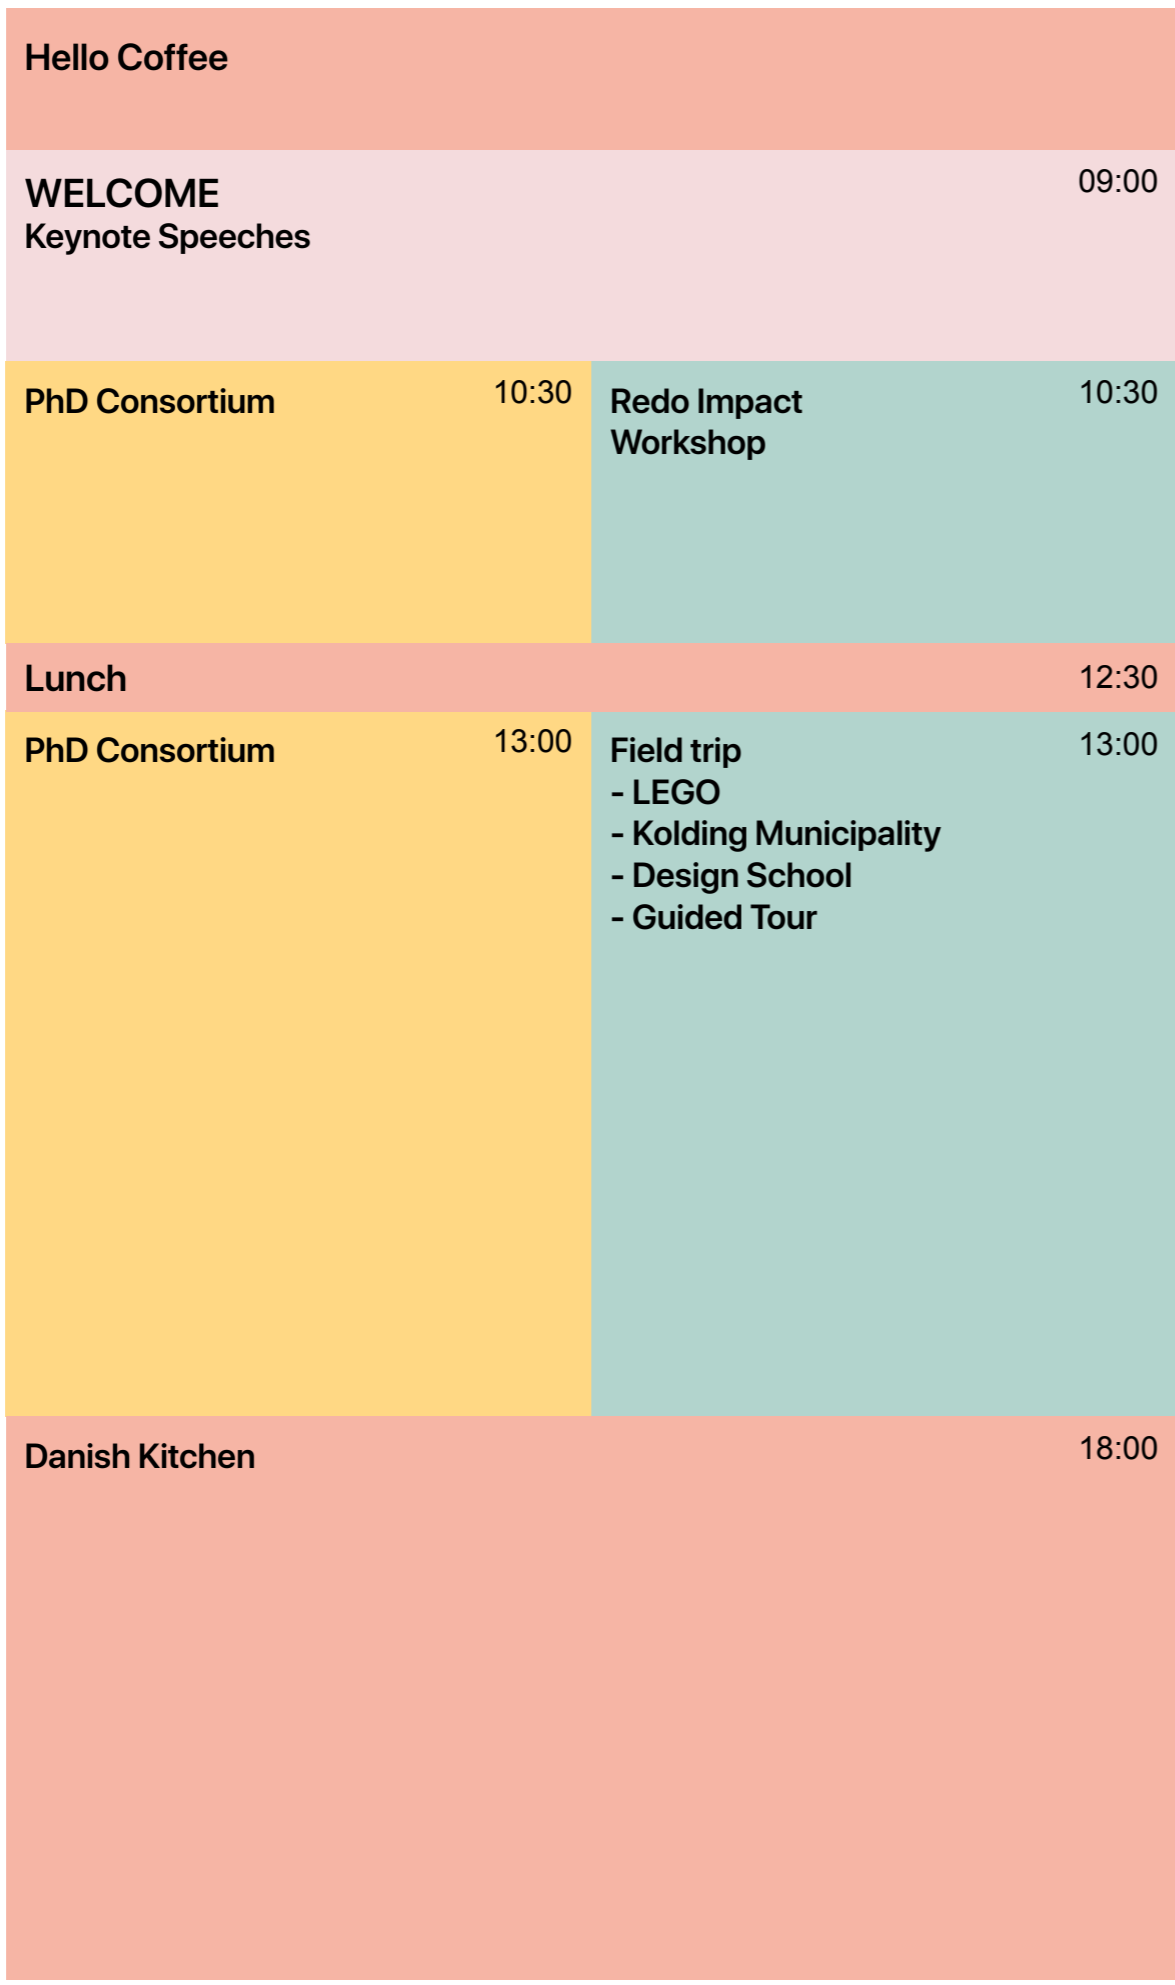 Hello Coffee
WELCOME
09:00
Keynote Speeches
PhD Consortium
10:30
Redo Impact
Workshop
10:30
Lunch
12:30
PhD Consortium
13:00
Field trip
13:00
- LEGO
- Kolding Municipality
- Design School
- Guided Tour
Danish Kitchen
18:00